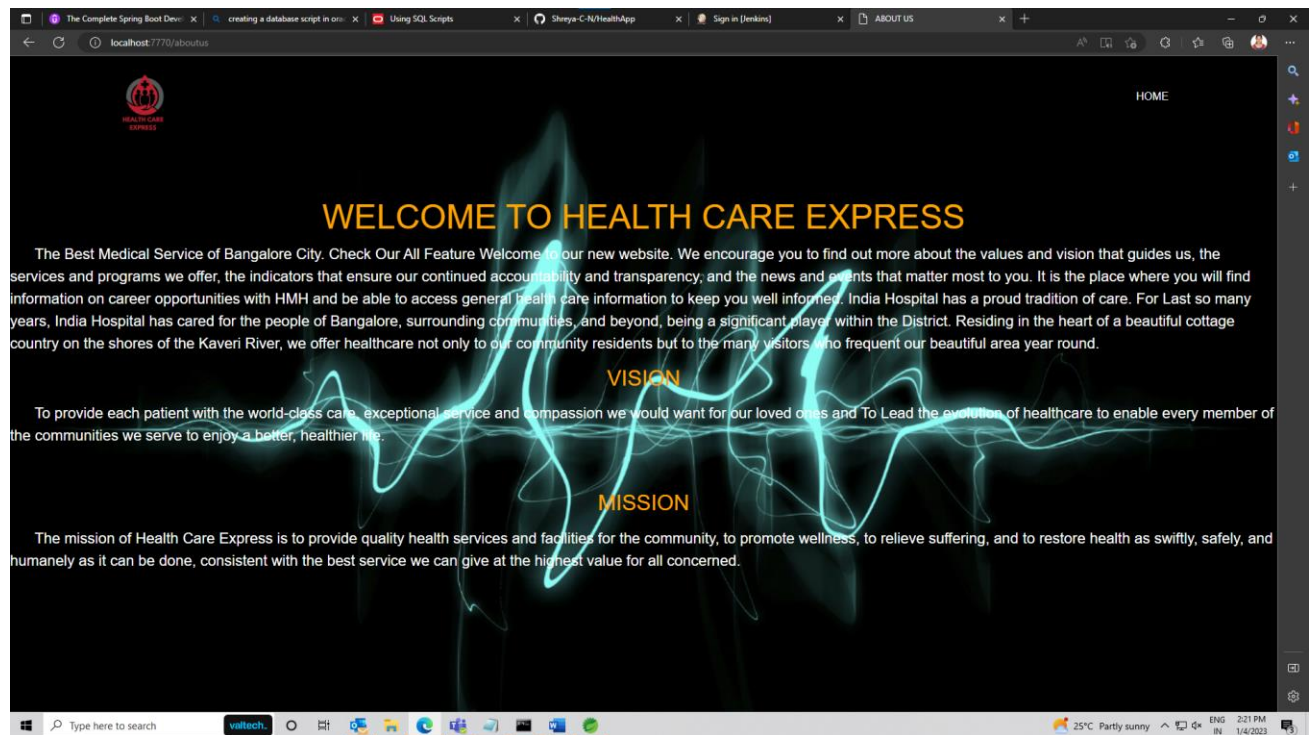 The Complete Spring Boot Devel
creating a database script in orac
Using SQL Scripts
Shreya-C-N/HealthApp
Sign in [Jenkins]
ABOUT US
localhost:7770/aboutus
HEALTH CARE
EXPRESS
HOME
WELCOME TO HEALTH CARE EXPRESS
The Best Medical Service of Bangalore City. Check Our All Feature Welcome to our new website. We encourage you to find out more about the values and vision that guides us, the
services and programs we offer, the indicators that ensure our continued accountability and transparency, and the news and events that matter most to you. It is the place where you will find
information on career opportunities with HMH and be able to access general health care information to keep you well informed. India Hospital has a proud tradition of care. For Last so many
years, India Hospital has cared for the people of Bangalore, surrounding communities, and beyond, being a significant player within the District. Residing in the heart of a beautiful cottage
country on the shores of the Kaveri River, we offer healthcare not only to our community residents but to the many visitors who frequent our beautiful area year round.
VISION
To provide each patient with the world-class care, exceptional service and compassion we would want for our loved ones and To Lead the evolution of healthcare to enable every member of
the communities we serve to enjoy a better, healthier life.
MISSION
The mission of Health Care Express is to provide quality health services and facilities for the community, to promote wellness, to relieve suffering, and to restore health as swiftly, safely, and
humanely as it can be done, consistent with the best service we can give at the highest value for all concerned.
Type here to search
valtech.
25°C Partly sunny
ENG
IN
2:21 PM
1/4/2023